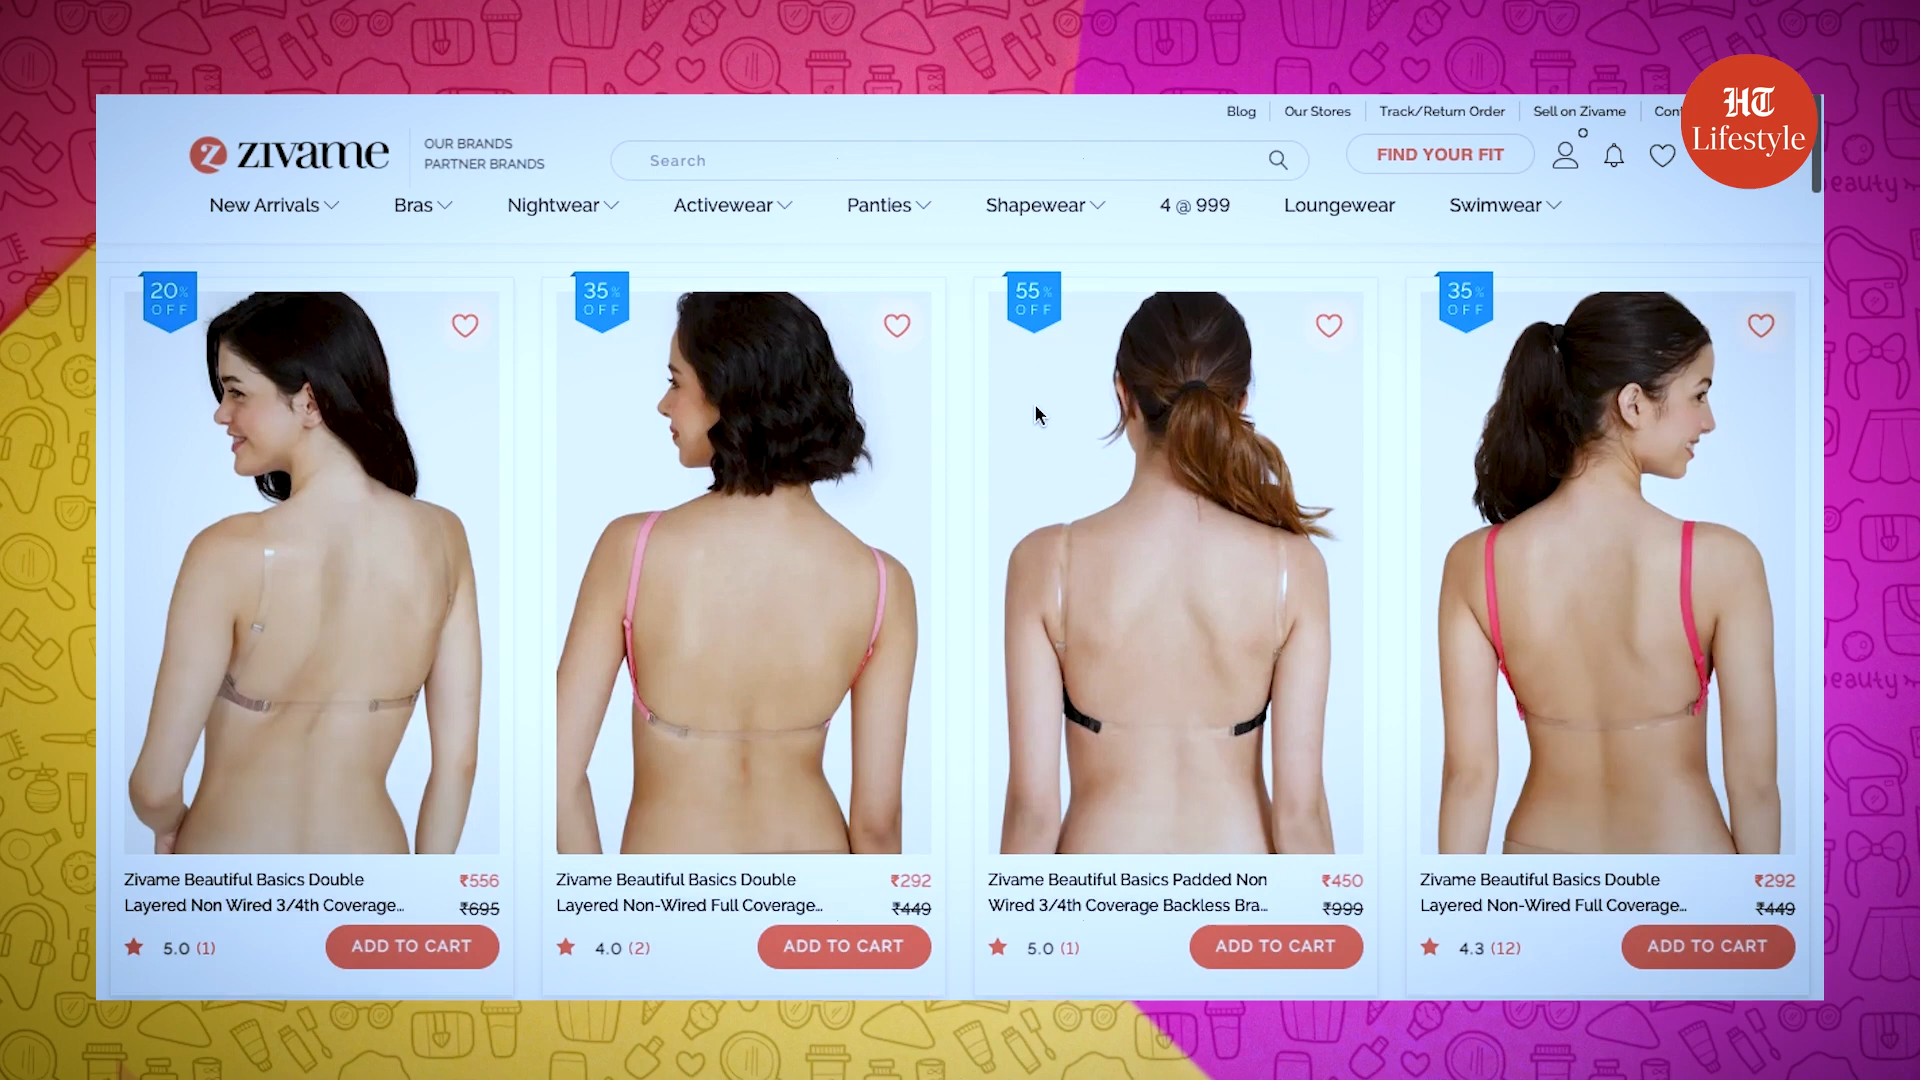 Blog
Our Stores
Track/Return Order
Sell on Zivame
HT
Lifestyle
Z zivame
OUR BRANDS
PARTNER BRANDS
Search
FIND YOUR FIT
New Arrivals
Bras
Nightwear
Activewear
Panties
Shapewear
4 @ 999
Loungewear
Swimwear
20% OFF
35% OFF
55% OFF
35% OFF
Zivame Beautiful Basics Double
Layered Non Wired 3/4th Coverage...
₹556
₹695
5.0 (1)
ADD TO CART
Zivame Beautiful Basics Double
Layered Non-Wired Full Coverage...
₹292
₹449
4.0 (2)
ADD TO CART
Zivame Beautiful Basics Padded Non
Wired 3/4th Coverage Backless Bra...
₹450
₹999
5.0 (1)
ADD TO CART
Zivame Beautiful Basics Double
Layered Non-Wired Full Coverage...
₹292
₹449
4.3 (12)
ADD TO CART